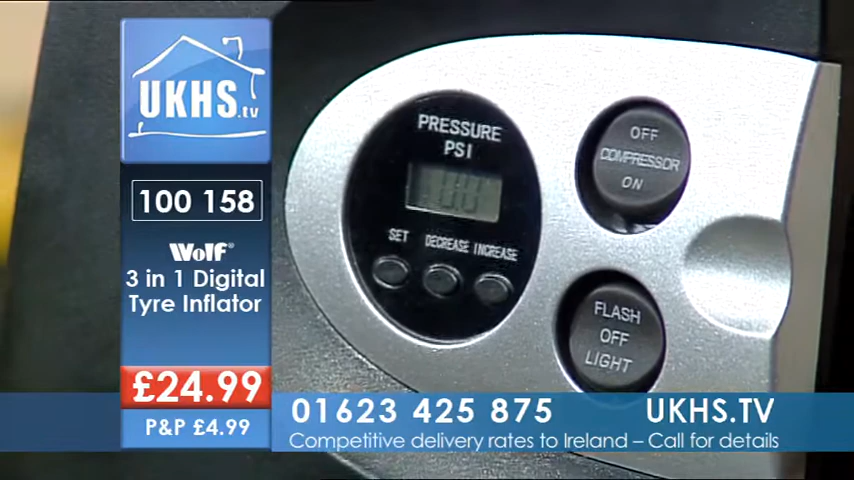 UKHS.tv
100 158
Wolf®
3 in 1 Digital
Tyre Inflator
£24.99
P&P £4.99
PRESSURE
PSI
SET DECREASE INCREASE
OFF
COMPRESSOR
ON
FLASH
OFF
LIGHT
01623 425 875 UKHS.TV
Competitive delivery rates to Ireland – Call for details